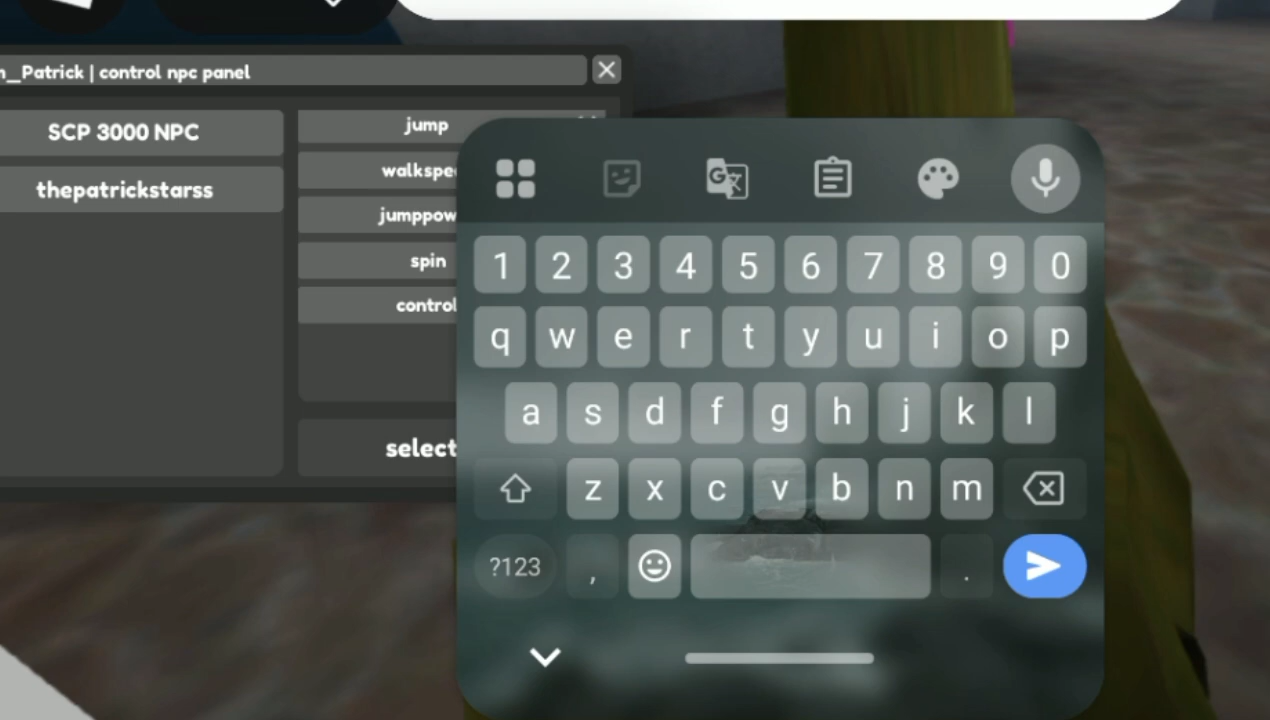 n_Patrick | control npc panel
SCP 3000 NPC
thepatrickstarss
jump
walkspe
jumppow
spin
control
select
1 2 3 4 5 6 7 8 9 0
q w e r t y u i o p
a s d f g h j k l
z x c v b n m
?123 , .